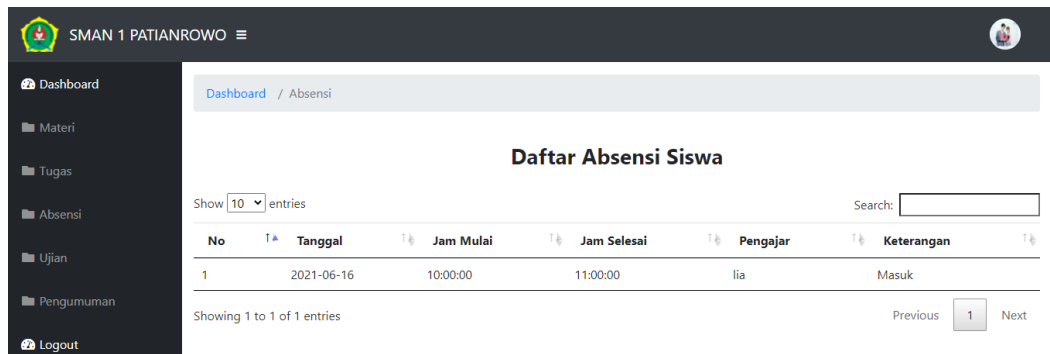 SMAN 1 PATIANROWO
Dashboard
Materi
Tugas
Absensi
Ujian
Pengumuman
Logout
Dashboard / Absensi
Daftar Absensi Siswa
Show 10 entries
Search:
No Tanggal Jam Mulai Jam Selesai Pengajar Keterangan
1 2021-06-16 10:00:00 11:00:00 lia Masuk
Showing 1 to 1 of 1 entries
Previous 1 Next